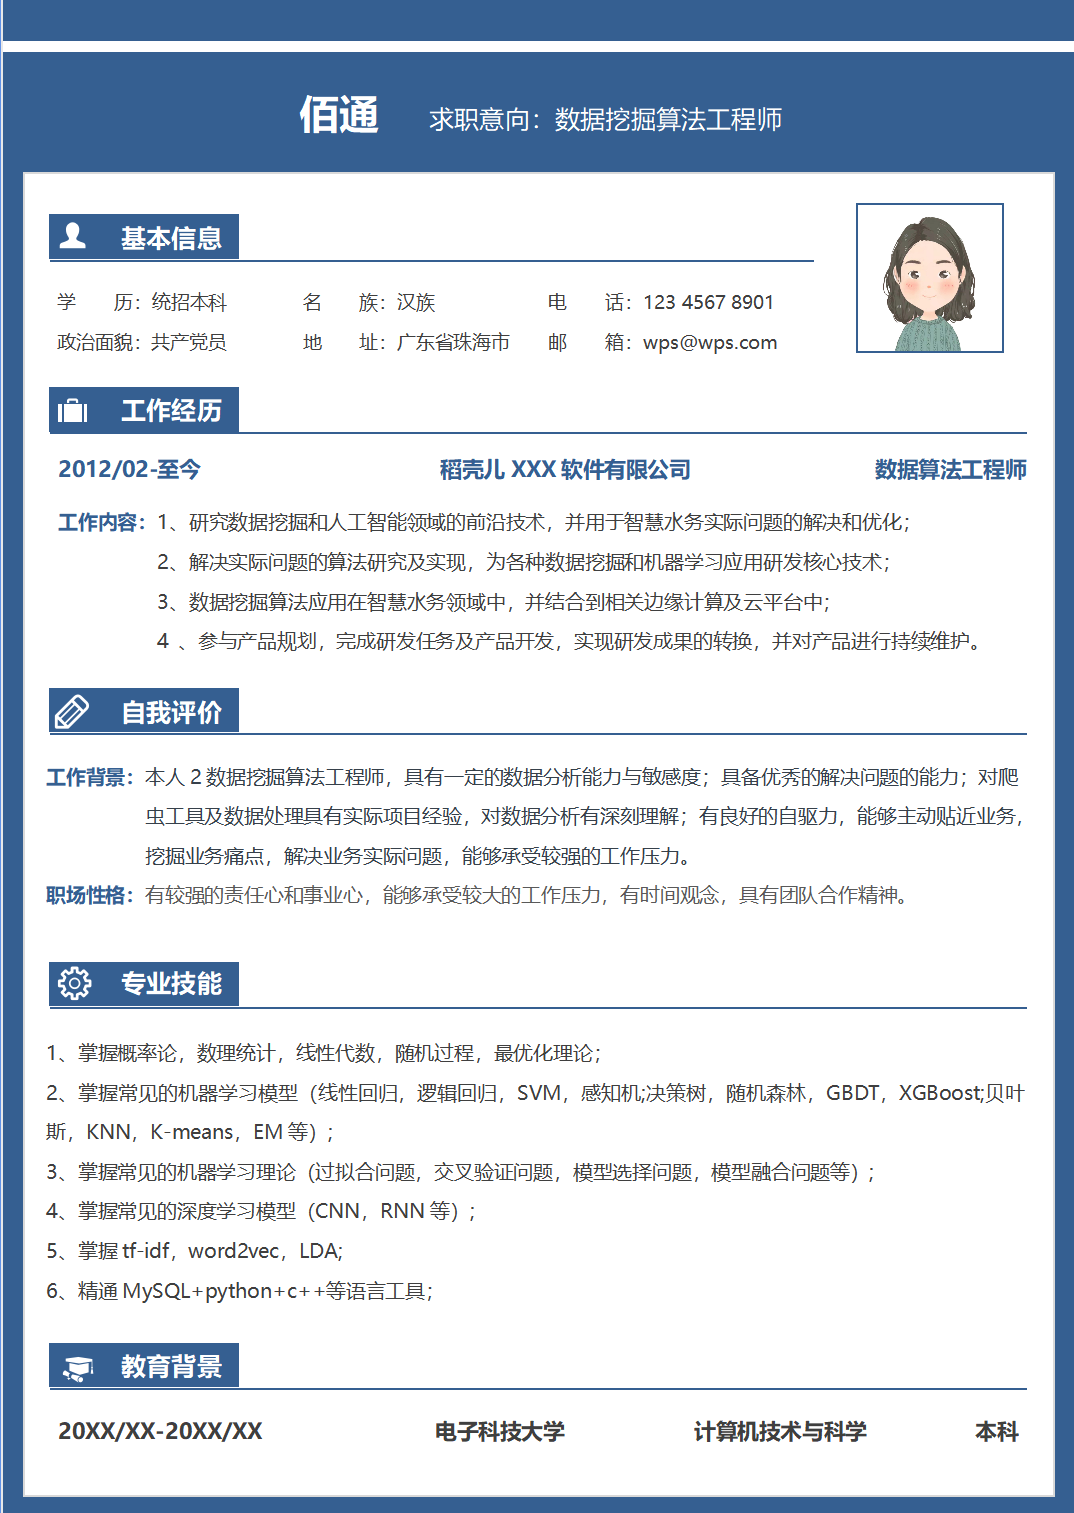 佰通 求职意向：数据挖掘算法工程师
基本信息
学 历：统招本科 名 族：汉族 电 话：123 4567 8901
政治面貌：共产党员 地 址：广东省珠海市 邮 箱：wps@wps.com
工作经历
2012/02-至今 稻壳儿 XXX 软件有限公司 数据算法工程师
工作内容：1、研究数据挖掘和人工智能领域的前沿技术，并用于智慧水务实际问题的解决和优化；
2、解决实际问题的算法研究及实现，为各种数据挖掘和机器学习应用研发核心技术；
3、数据挖掘算法应用在智慧水务领域中，并结合到相关边缘计算及云平台中；
4 、参与产品规划，完成研发任务及产品开发，实现研发成果的转换，并对产品进行持续维护。
自我评价
工作背景：本人 2 数据挖掘算法工程师，具有一定的数据分析能力与敏感度；具备优秀的解决问题的能力；对爬
虫工具及数据处理具有实际项目经验，对数据分析有深刻理解；有良好的自驱力，能够主动贴近业务，
挖掘业务痛点，解决业务实际问题，能够承受较强的工作压力。
职场性格：有较强的责任心和事业心，能够承受较大的工作压力，有时间观念，具有团队合作精神。
专业技能
1、掌握概率论，数理统计，线性代数，随机过程，最优化理论；
2、掌握常见的机器学习模型（线性回归，逻辑回归，SVM，感知机;决策树，随机森林，GBDT，XGBoost;贝叶
斯，KNN，K-means，EM 等）；
3、掌握常见的机器学习理论（过拟合问题，交叉验证问题，模型选择问题，模型融合问题等）；
4、掌握常见的深度学习模型（CNN，RNN 等）；
5、掌握 tf-idf，word2vec，LDA;
6、精通 MySQL+python+c++等语言工具；
教育背景
20XX/XX-20XX/XX 电子科技大学 计算机技术与科学 本科